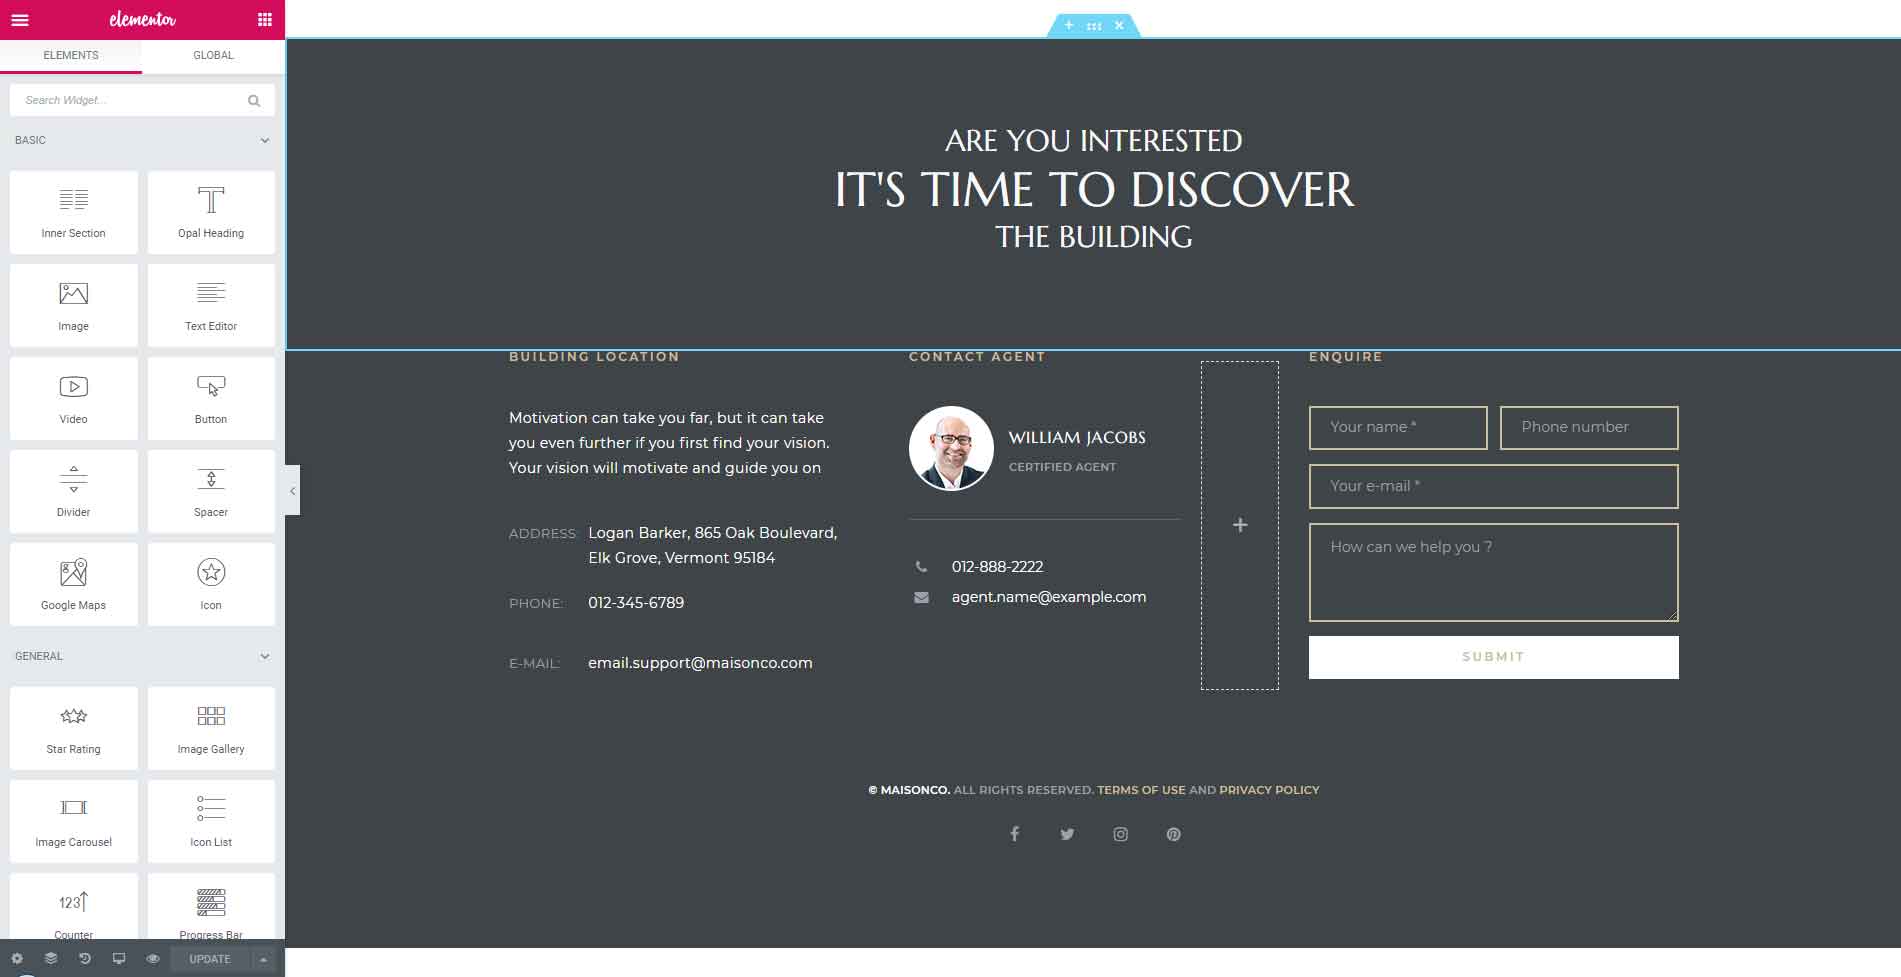 elementor
ELEMENTS
GLOBAL
Search Widget...
BASIC
Inner Section
Opal Heading
Image
Text Editor
Video
Button
Divider
Spacer
Google Maps
Icon
GENERAL
Star Rating
Image Gallery
Image Carousel
Icon List
123
Counter
Progress Bar
UPDATE
ARE YOU INTERESTED
IT'S TIME TO DISCOVER
THE BUILDING
BUILDING LOCATION
Motivation can take you far, but it can take
you even further if you first find your vision.
Your vision will motivate and guide you on
ADDRESS: Logan Barker, 865 Oak Boulevard,
Elk Grove, Vermont 95184
PHONE: 012-345-6789
E-MAIL: email.support@maisonco.com
CONTACT AGENT
WILLIAM JACOBS
CERTIFIED AGENT
012-888-2222
agent.name@example.com
ENQUIRE
Your name *
Phone number
Your e-mail *
How can we help you ?
SUBMIT
© MAISONCO. ALL RIGHTS RESERVED. TERMS OF USE AND PRIVACY POLICY